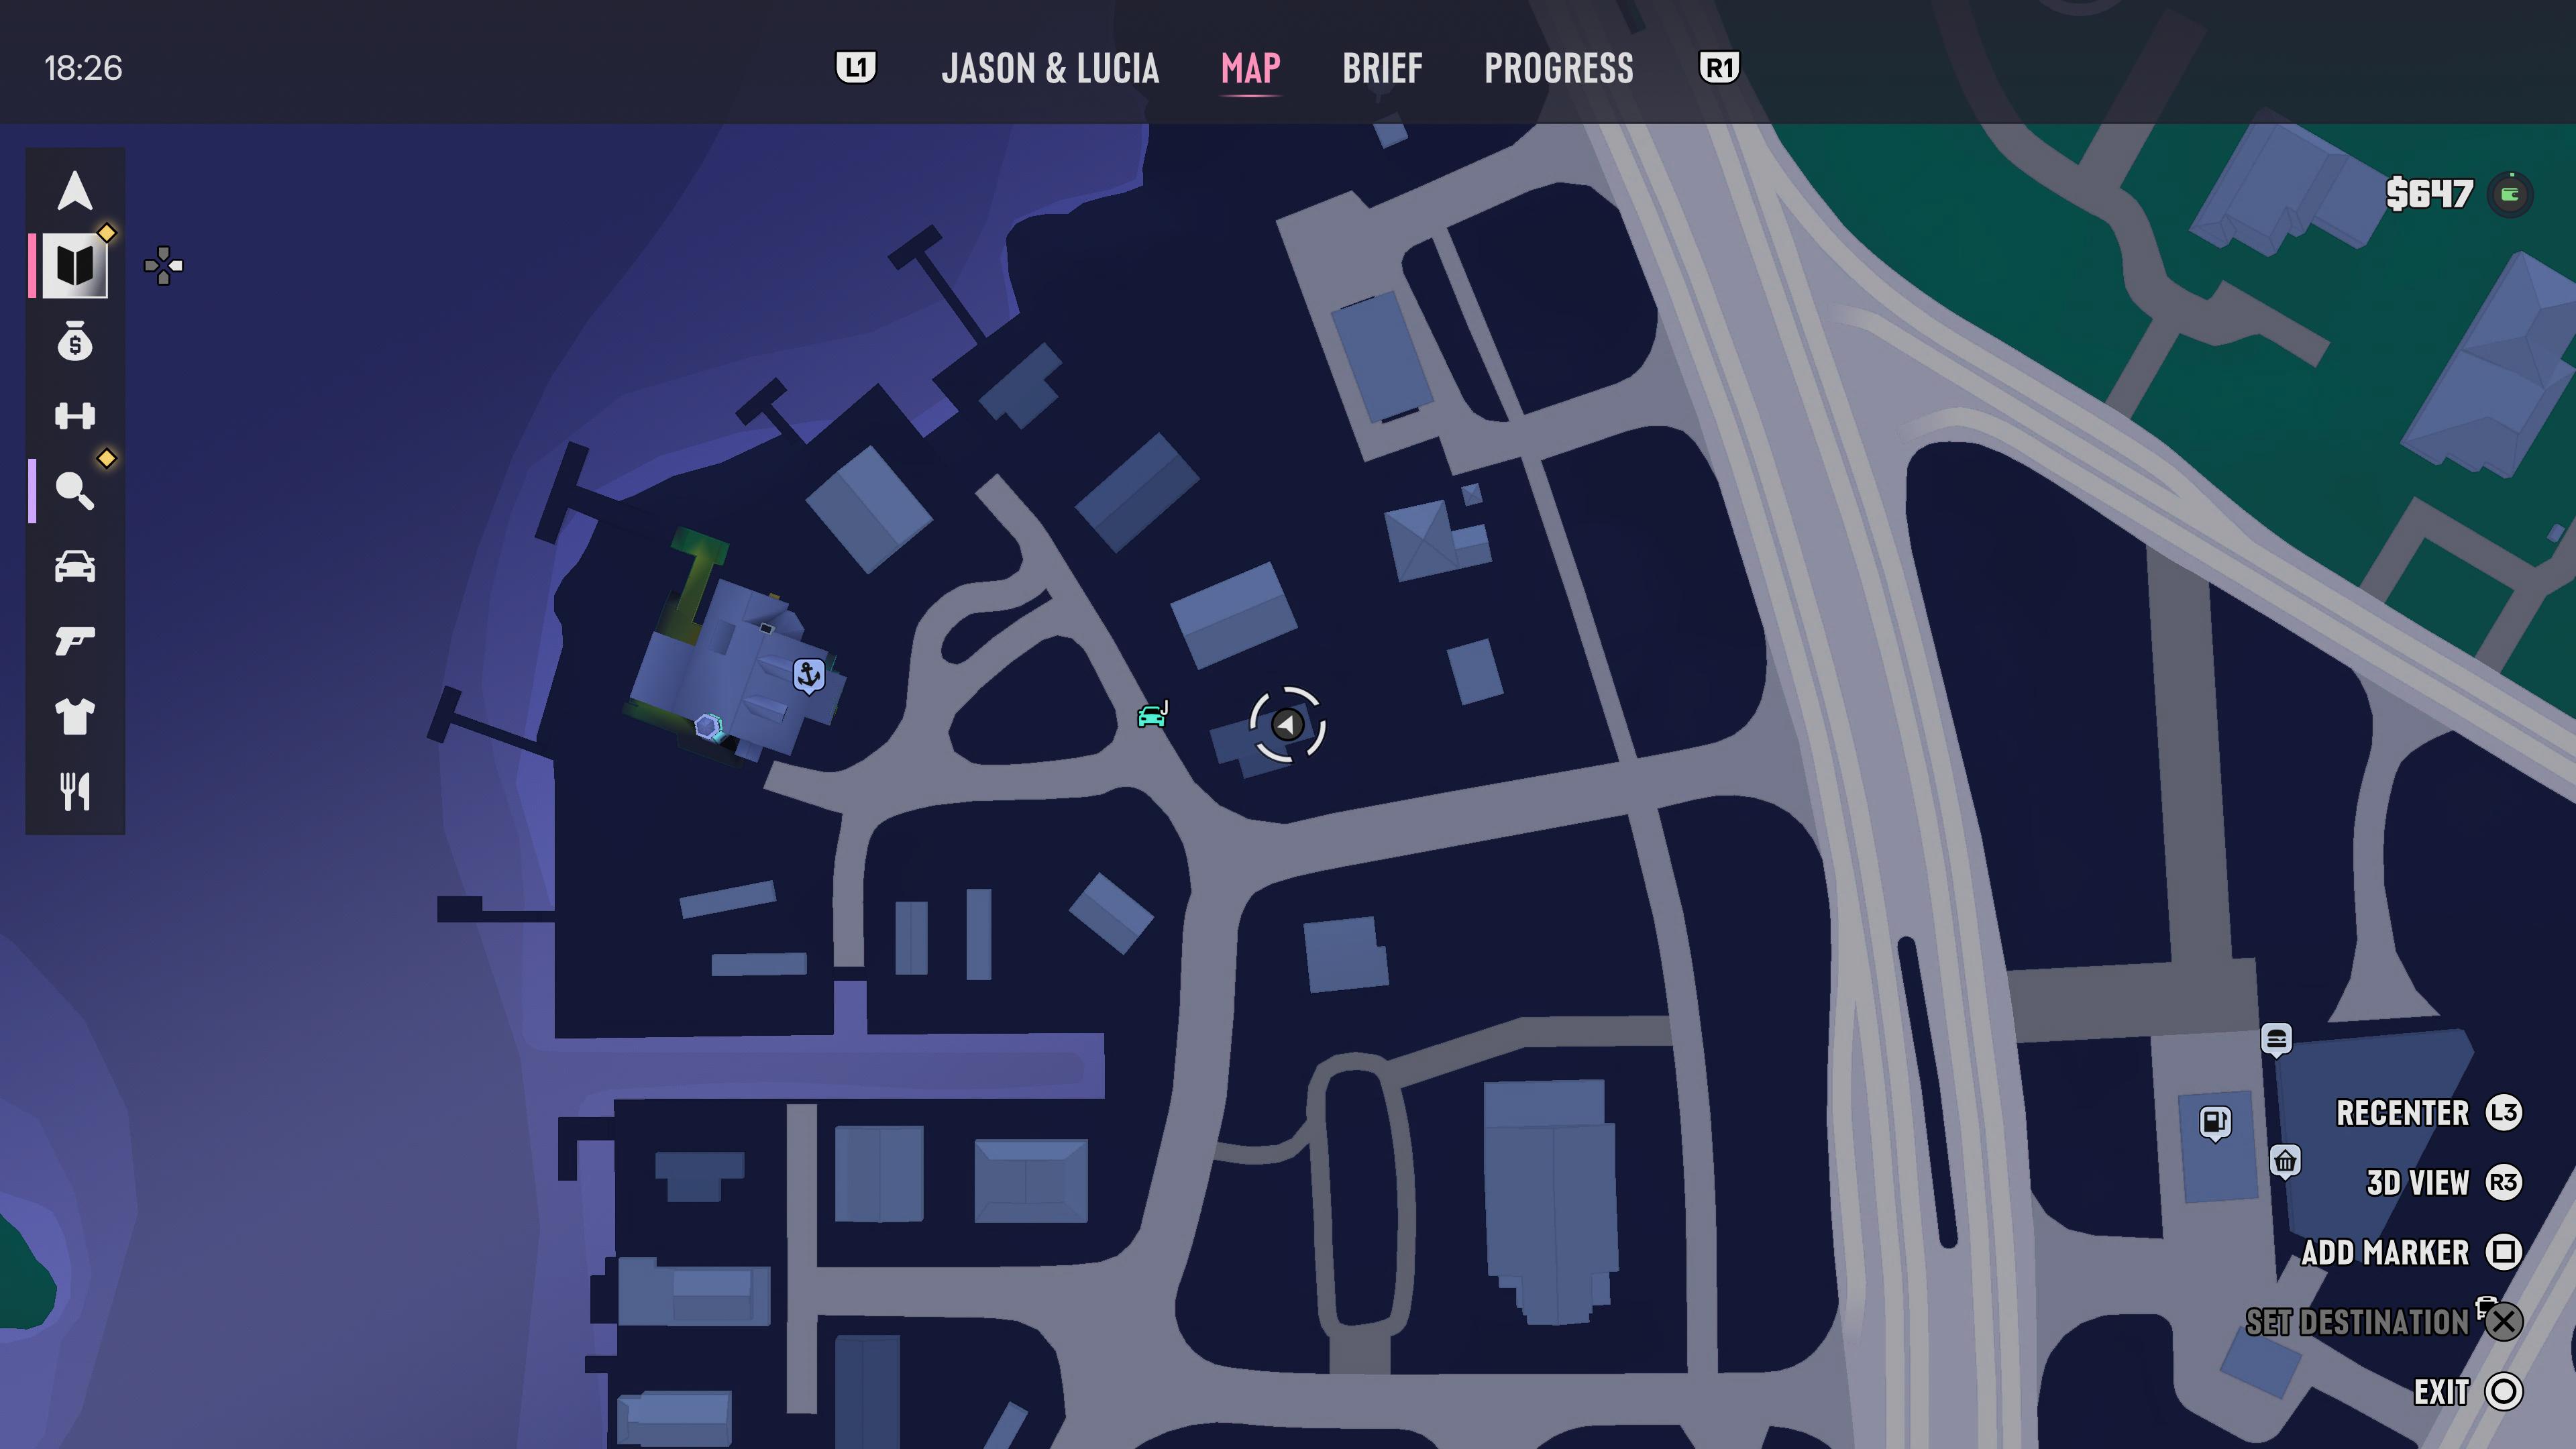 18:26
L1 JASON & LUCIA MAP BRIEF PROGRESS R1
$647
J
RECENTER L3
3D VIEW R3
ADD MARKER
SET DESTINATION
EXIT